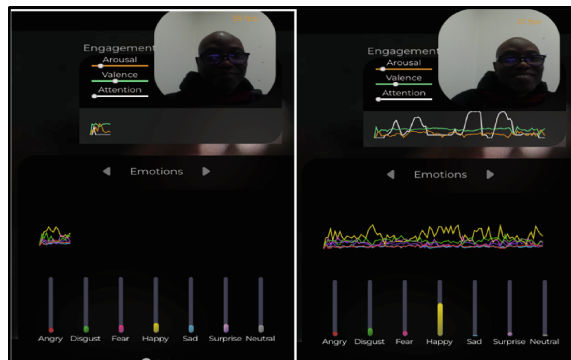 Engagement
Arousal
Valence
Attention
Emotions
Angry Disgust Fear Happy Sad Surprise Neutral
Engagement
Arousal
Valence
Attention
Emotions
Angry Disgust Fear Happy Sad Surprise Neutral